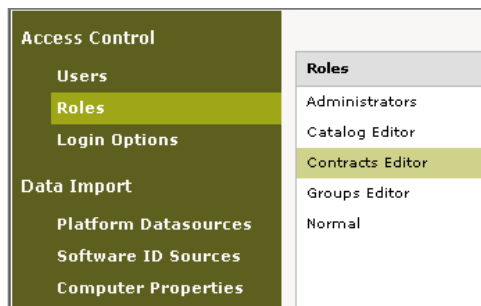 Access Control
Users
Roles
Login Options
Data Import
Platform Datasources
Software ID Sources
Computer Properties
Roles
Administrators
Catalog Editor
Contracts Editor
Groups Editor
Normal